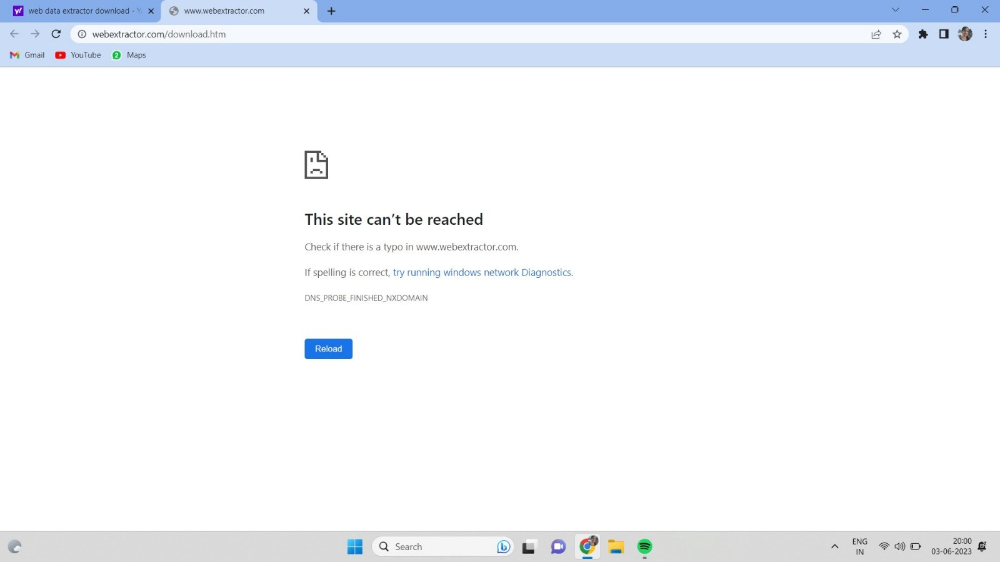 web data extractor download - Y
www.webextractor.com
webextractor.com/download.htm
Gmail
YouTube
2
Maps
This site can’t be reached
Check if there is a typo in www.webextractor.com.
If spelling is correct, try running windows network Diagnostics.
DNS_PROBE_FINISHED_NXDOMAIN
Reload
Search
ENG
IN
20:00
03-06-2023